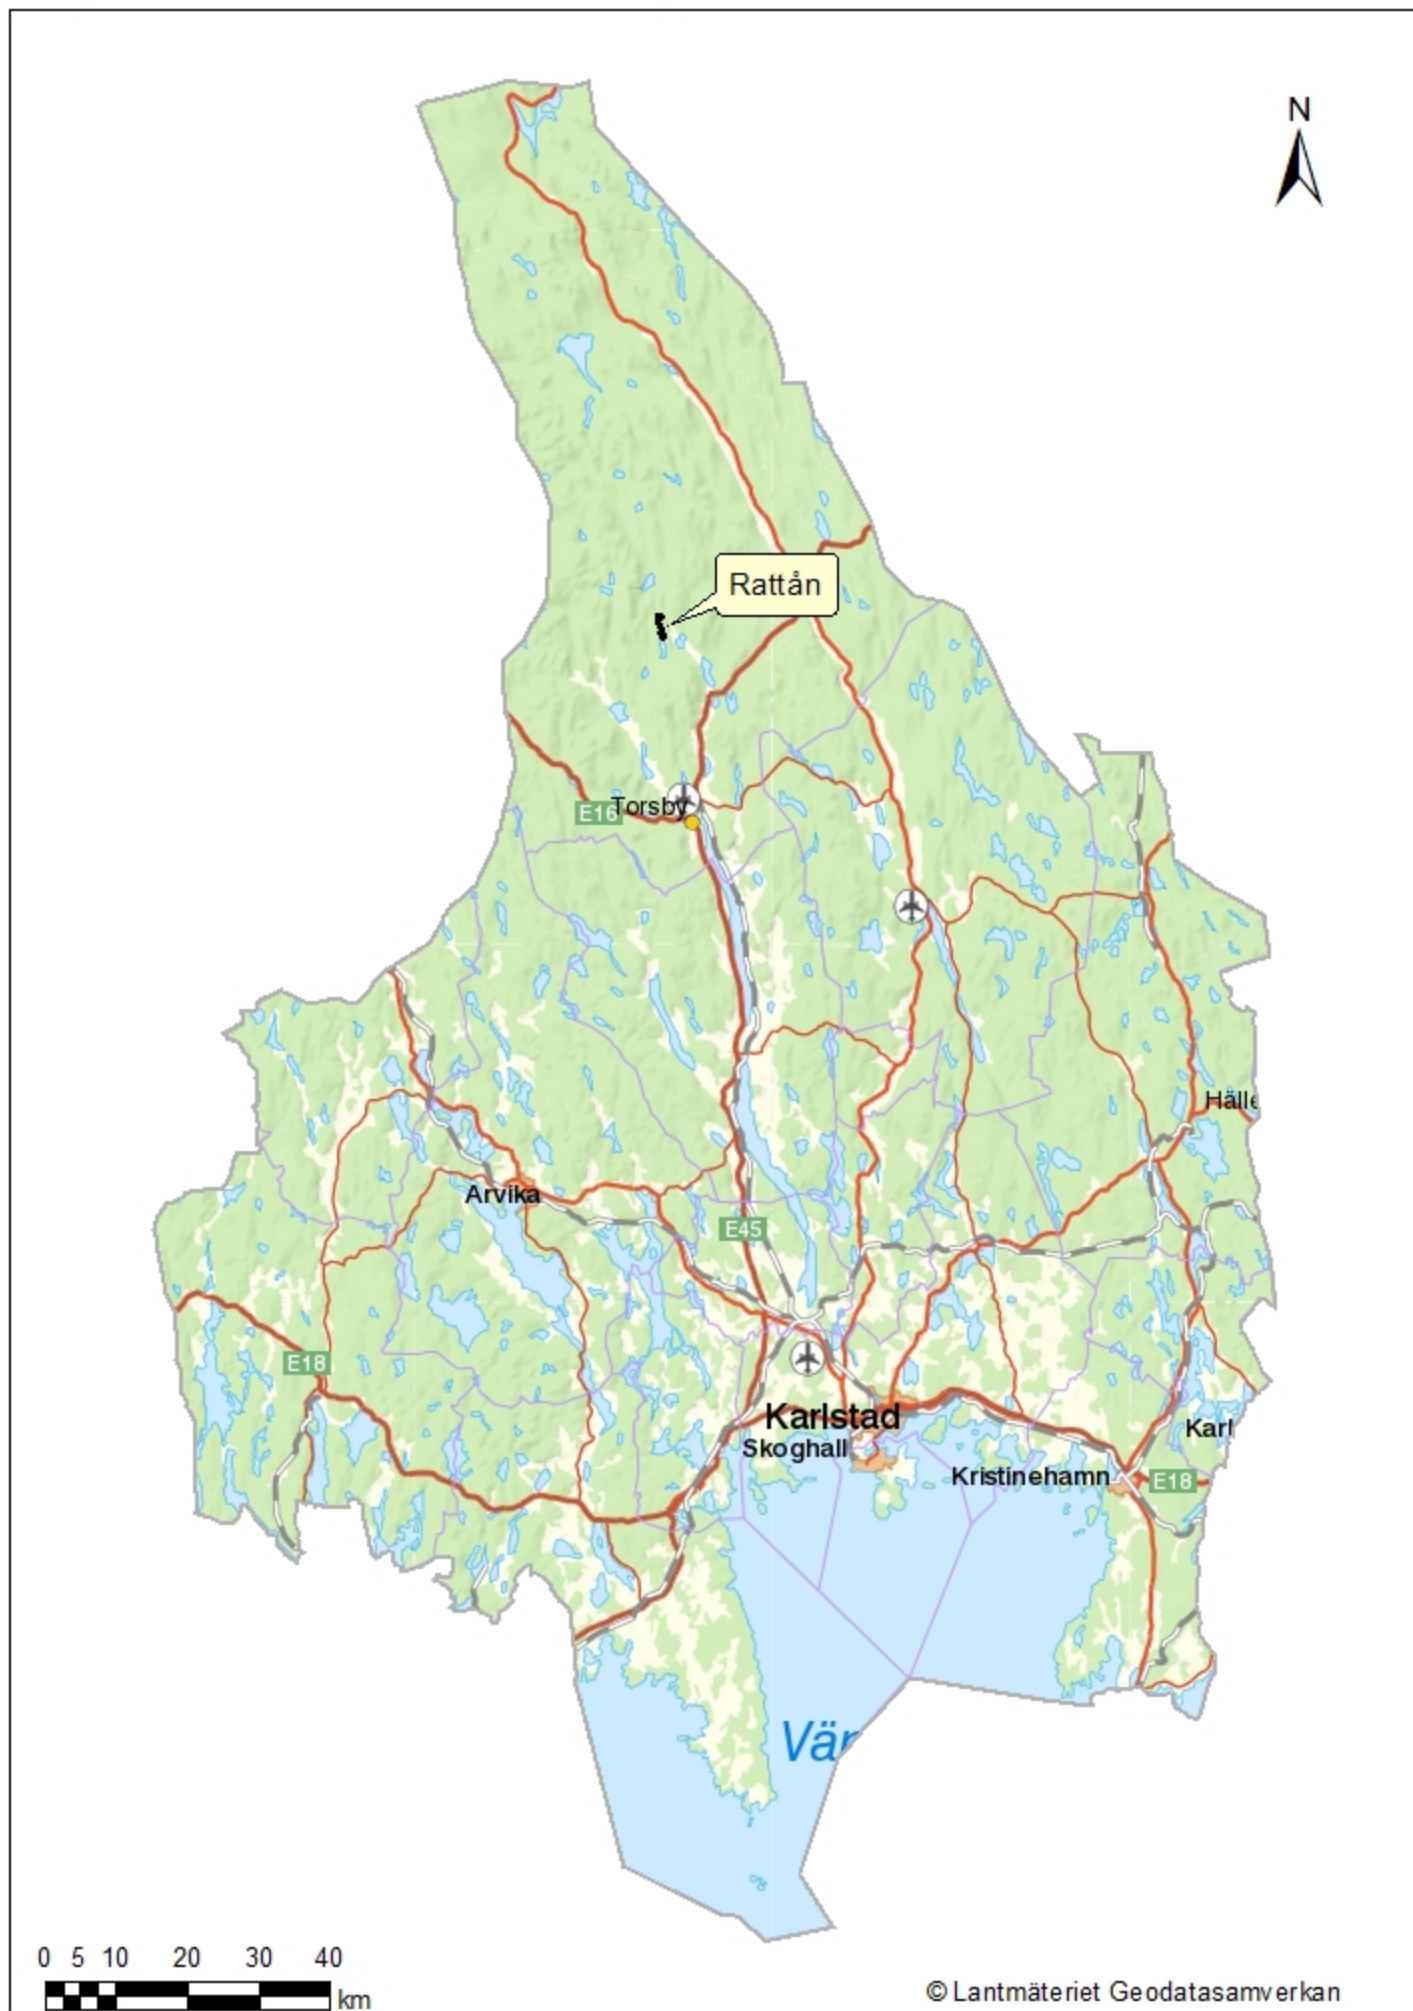 N
Rattån
E16
Torsby
Hälle
Arvika
E45
E18
Karlstad
Skoghall
Karl
Kristinehamn
E18
Vär
0 5 10 20 30 40
km
© Lantmäteriet Geodatasamverkan